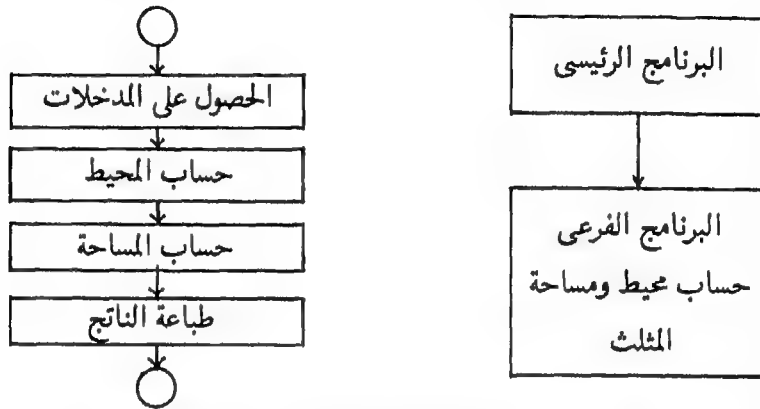 البرنامج الرئيسى
البرنامج الفرعى
حساب محيط ومساحة
المثلث
الحصول على المدخلات
حساب المحيط
حساب المساحة
طباعة الناتج